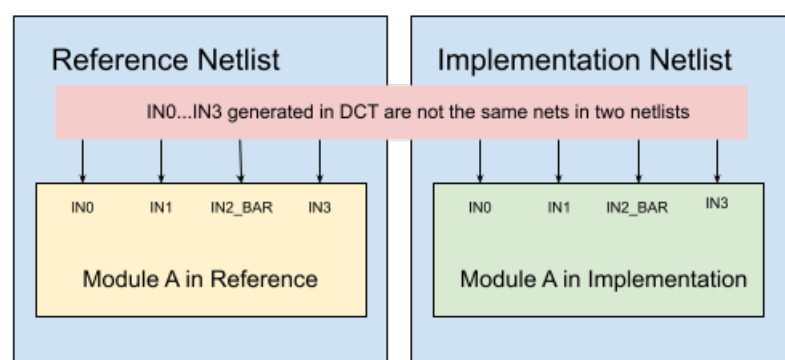 Reference Netlist
Implementation Netlist
IN0...IN3 generated in DCT are not the same nets in two netlists
IN0 IN1 IN2_BAR IN3
IN0 IN1 IN2_BAR IN3
Module A in Reference
Module A in Implementation